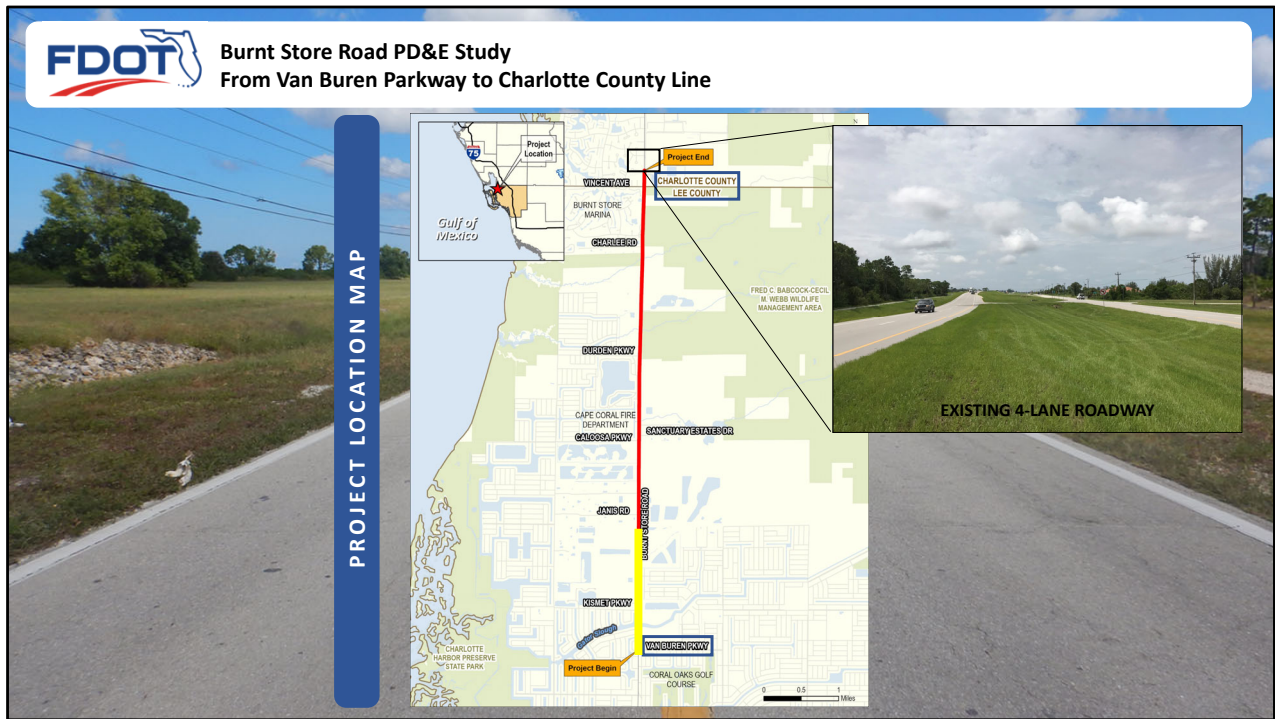 FDOT
Burnt Store Road PD&E Study
From Van Buren Parkway to Charlotte County Line
PROJECT LOCATION MAP
75
Project
Location
Gulf of
Mexico
Project End
VINCENT AVE
CHARLOTTE COUNTY
LEE COUNTY
BURNT STORE
MARINA
CHARLEE RD
FRED C. BABCOCK-CECIL
M. WEBB WILDLIFE
MANAGEMENT AREA
DURDEN PKWY
EXISTING 4-LANE ROADWAY
CAPE CORAL FIRE
DEPARTMENT
CALOOSA PKWY
SANCTUARY ESTATES DR
JANIS RD
BURNT STORE ROAD
KISMET PKWY
Gator Slough
VAN BUREN PKWY
CHARLOTTE
HARBOR PRESERVE
STATE PARK
Project Begin
CORAL OAKS GOLF
COURSE
0 0.5 1
Miles